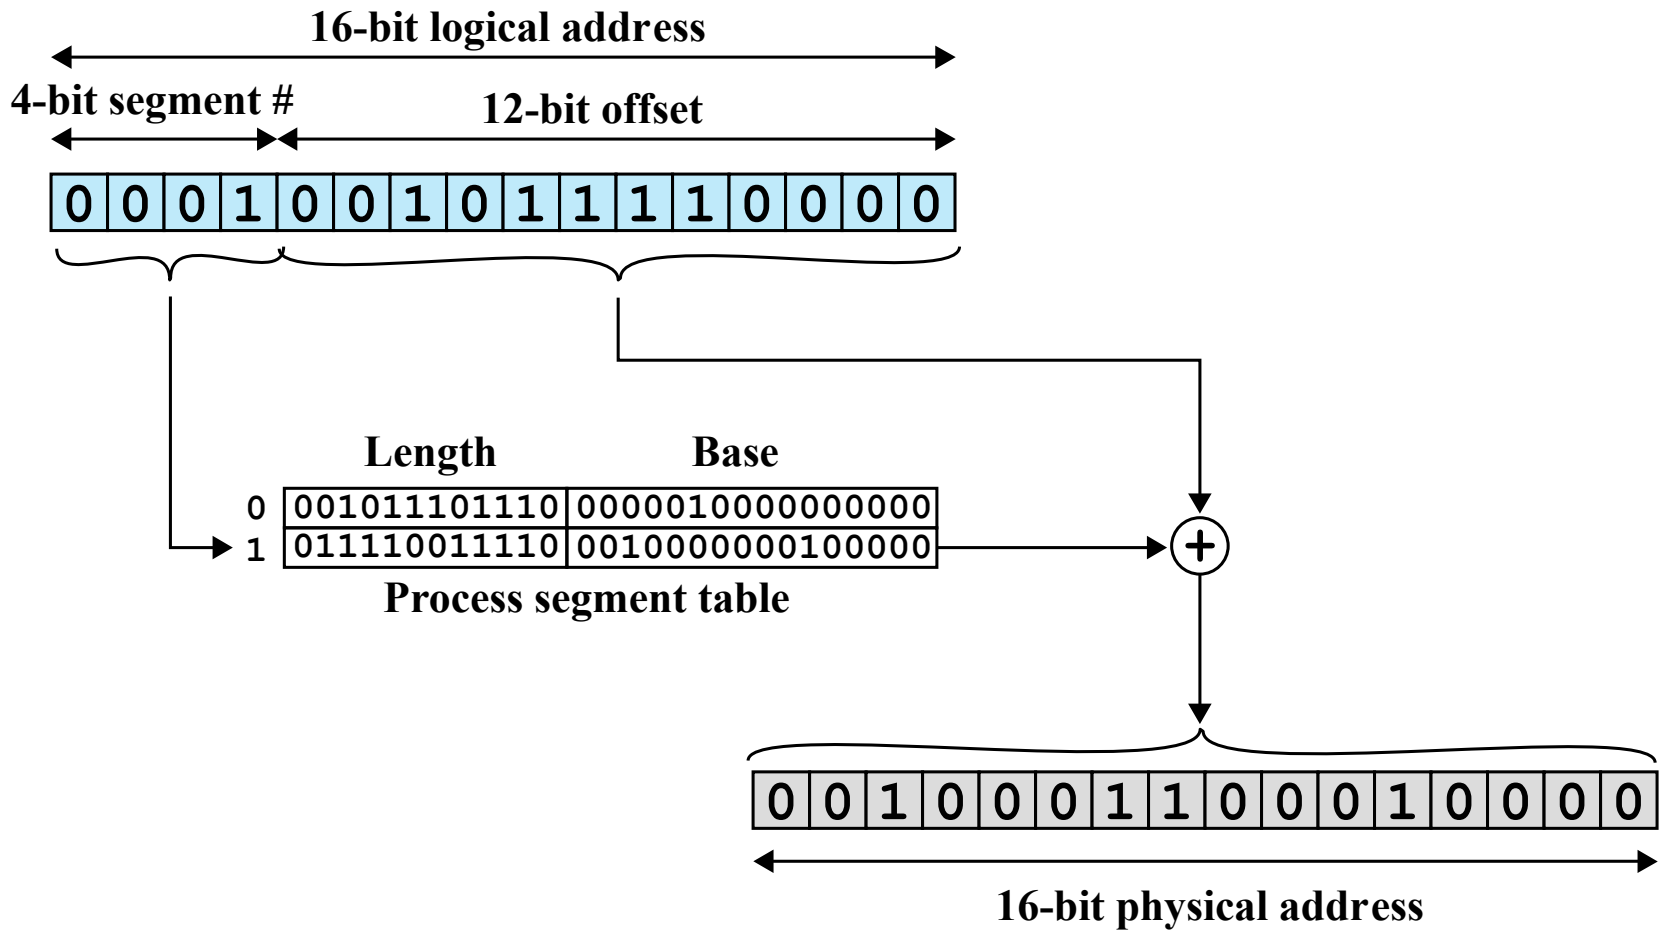 16-bit logical address
4-bit segment #
12-bit offset
0 0 0 1 0 0 1 0 1 1 1 1 0 0 0 0
Length Base
0 001011101110 0000010000000000
1 011110011110 0010000000100000
Process segment table
+
0 0 1 0 0 0 1 1 0 0 0 1 0 0 0 0
16-bit physical address